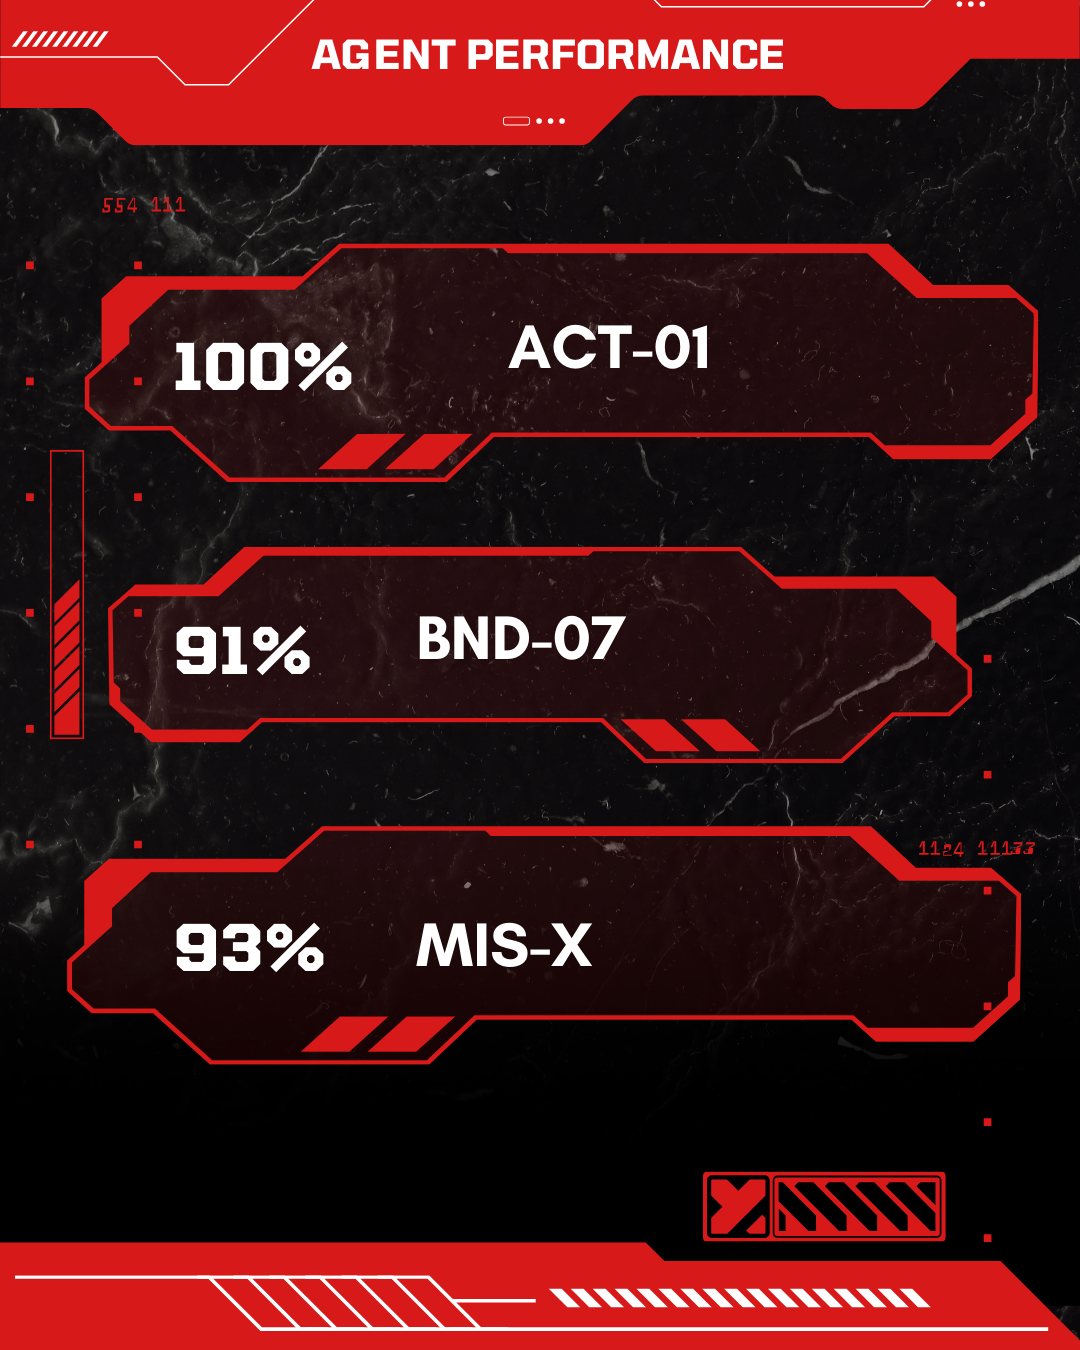 AGENT PERFORMANCE
554 111
100% ACT-01
91% BND-07
93% MIS-X